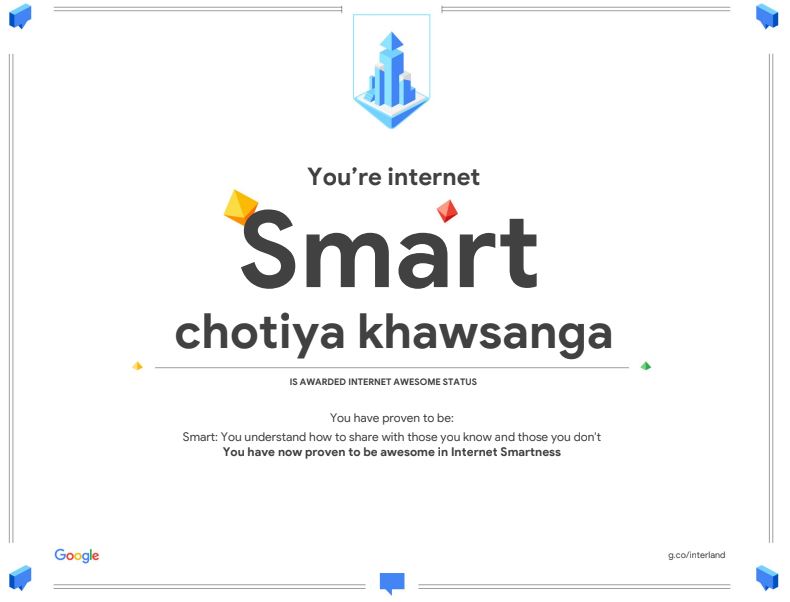 You’re internet
Smart
chotiya khawsanga
IS AWARDED INTERNET AWESOME STATUS
You have proven to be:
Smart: You understand how to share with those you know and those you don't
You have now proven to be awesome in Internet Smartness
Google
g.co/interland